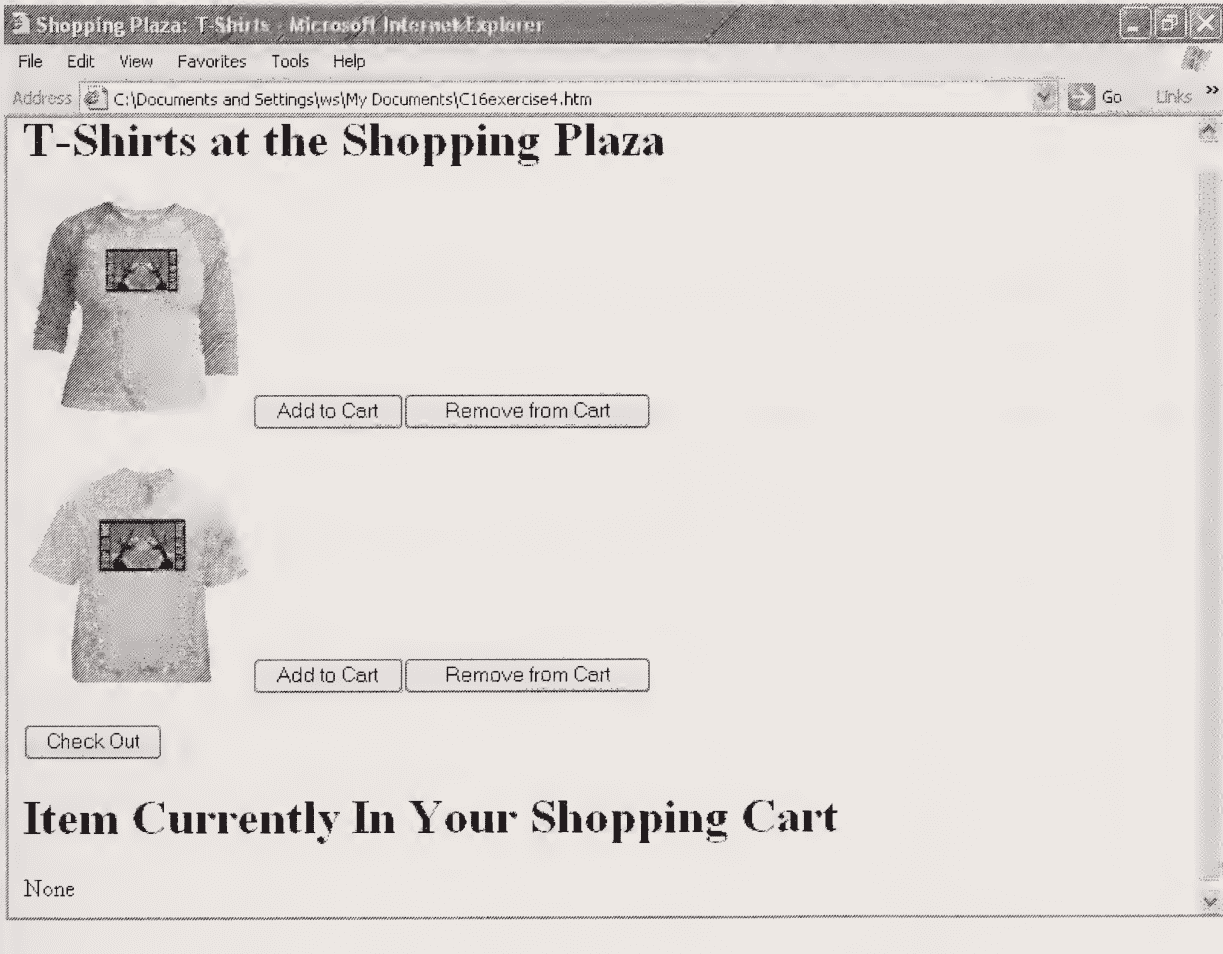 Shopping Plaza: T-Shirts - Microsoft Internet Explorer
File Edit View Favorites Tools Help
Address C:\Documents and Settings\ws\My Documents\C16exercise4.htm Go Links »
T-Shirts at the Shopping Plaza
Add to Cart Remove from Cart
Add to Cart Remove from Cart
Check Out
Item Currently In Your Shopping Cart
None